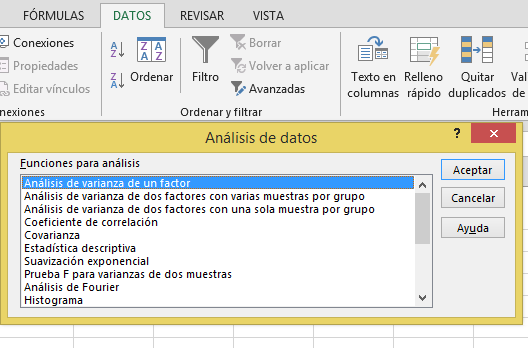 FÓRMULAS DATOS REVISAR VISTA
Conexiones
Propiedades
Editar vínculos
nexiones
Ordenar
Filtro
Borrar
Volver a aplicar
Avanzadas
Ordenar y filtrar
Texto en
columnas
Relleno
rápido
Quitar
duplicados
Val
de
Herram
Análisis de datos
Funciones para análisis
Análisis de varianza de un factor
Análisis de varianza de dos factores con varias muestras por grupo
Análisis de varianza de dos factores con una sola muestra por grupo
Coeficiente de correlación
Covarianza
Estadística descriptiva
Suavización exponencial
Prueba F para varianzas de dos muestras
Análisis de Fourier
Histograma
Aceptar
Cancelar
Ayuda